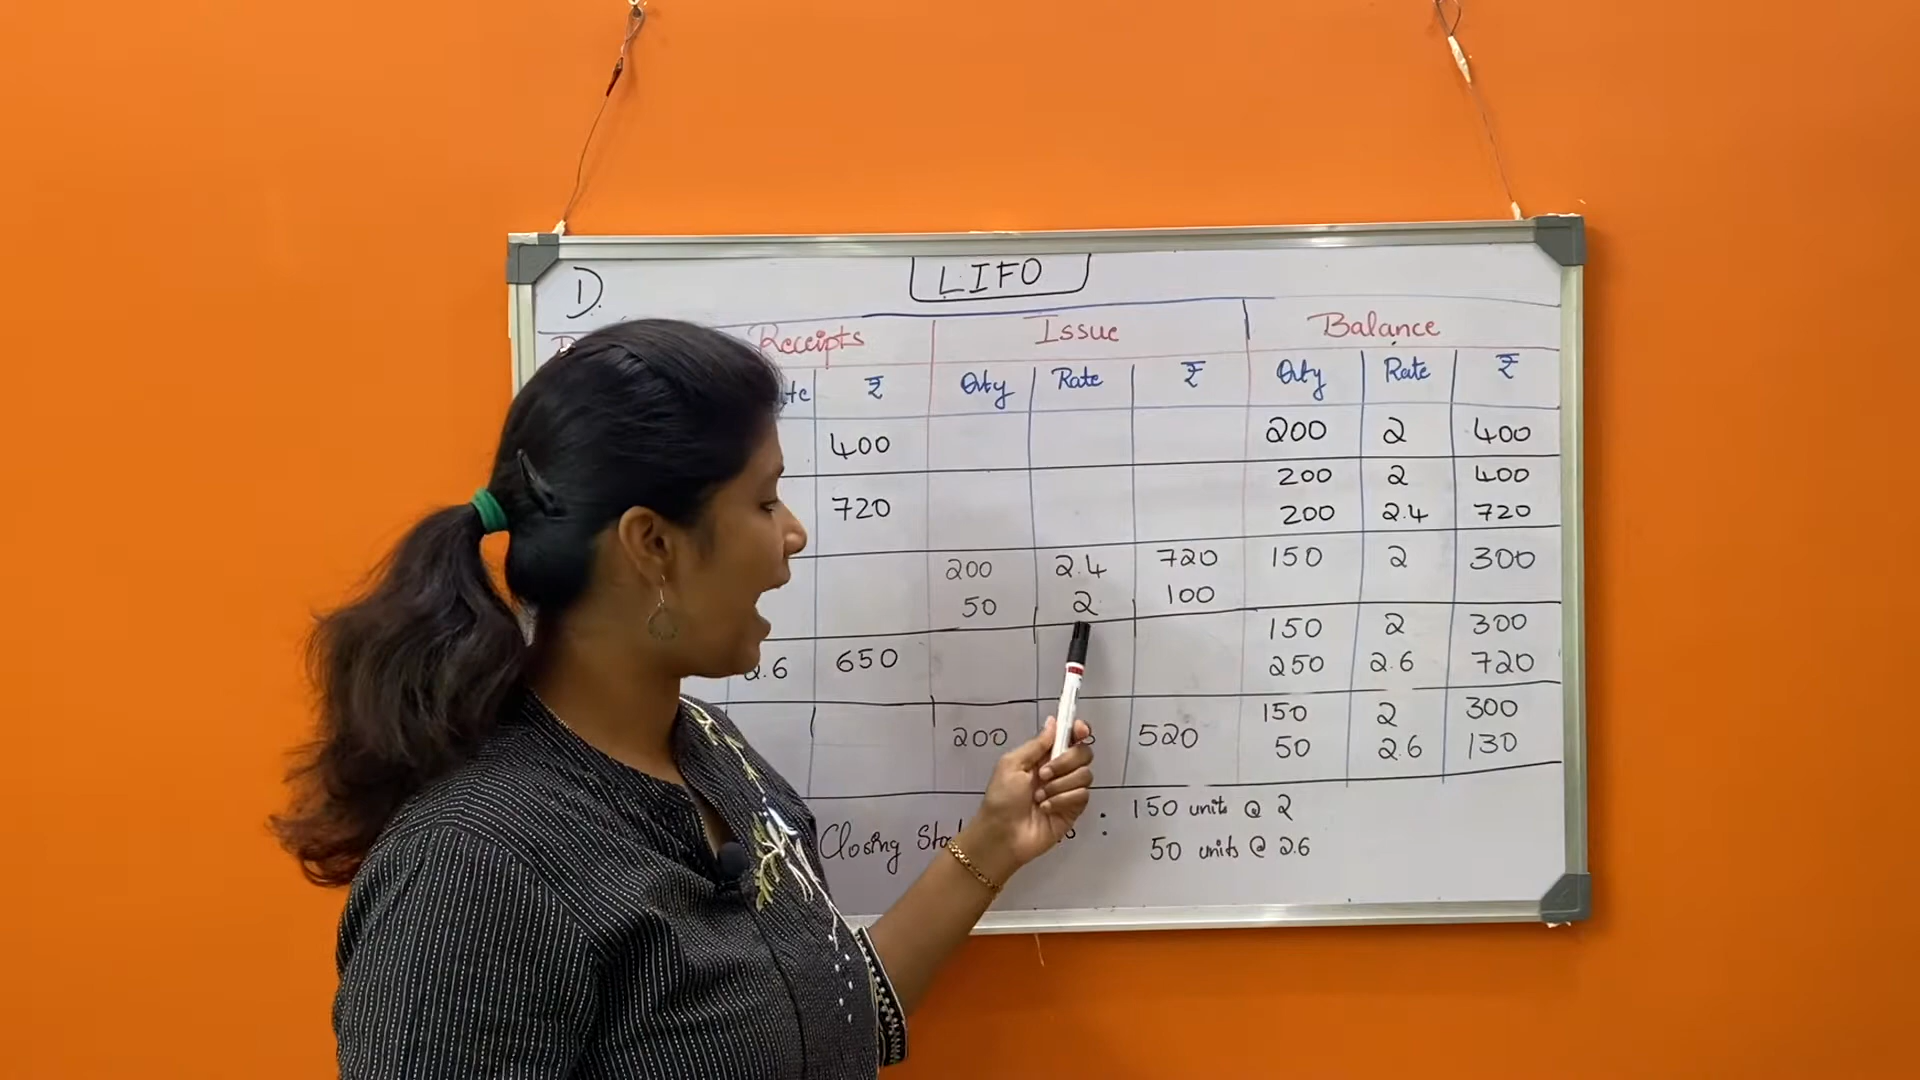 D.
LIFO
Receipts Issue Balance
₹ Qty Rate ₹ Qty Rate ₹
400 200 2 400
200 2 400
720 200 2.4 720
200 2.4 720 150 2 300
50 2 100
150 2 300
2.6 650 250 2.6 720
150 2 300
200 520 50 2.6 130
Closing : 150 units @ 2
50 units @ 2.6